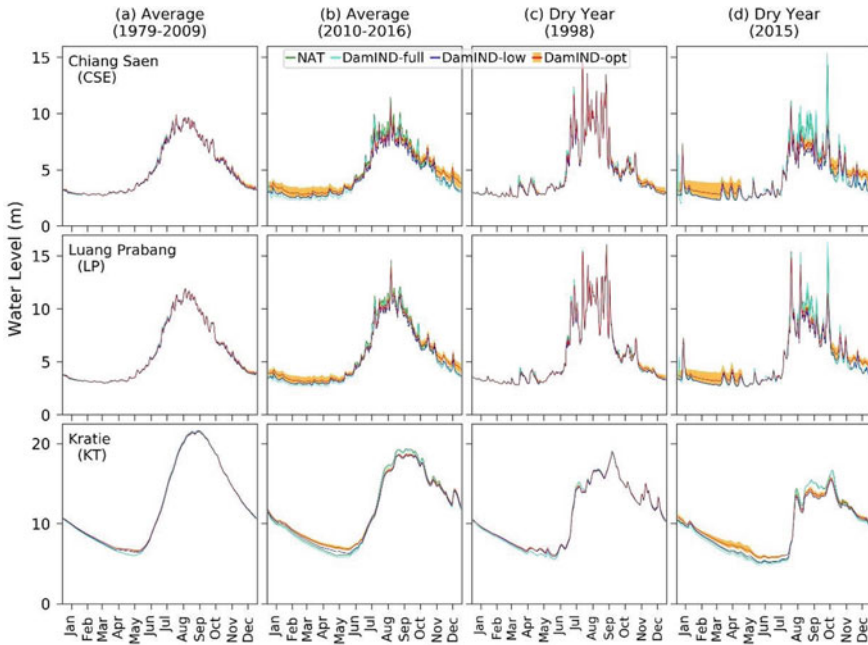 (a) Average (b) Average (c) Dry Year (d) Dry Year
(1979-2009) (2010-2016) (1998) (2015)
NAT DamIND-full DamIND-low DamIND-opt
Water Level (m)
Chiang Saen
(CSE)
15
10
5
0
Luang Prabang
(LP)
15
10
5
0
Kratie
(KT)
20
10
0
Jan Feb Mar Apr May Jun Jul Aug Sep Oct Nov Dec Jan Feb Mar Apr May Jun Jul Aug Sep Oct Nov Dec Jan Feb Mar Apr May Jun Jul Aug Sep Oct Nov Dec Jan Feb Mar Apr May Jun Jul Aug Sep Oct Nov Dec